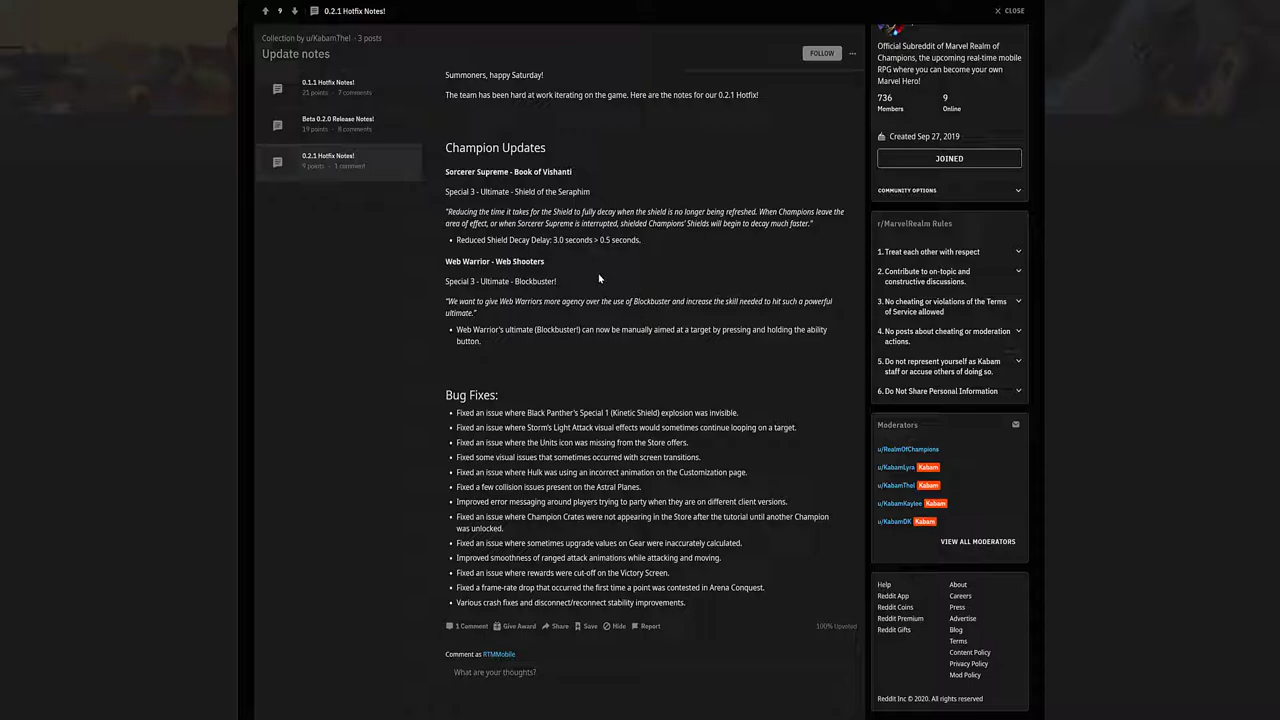 9 0.2.1 Hotfix Notes! CLOSE
Collection by u/KabamThel · 3 posts
Update notes
FOLLOW
0.1.1 Hotfix Notes!
21 points · 7 comments
Beta 0.2.0 Release Notes!
19 points · 8 comments
0.2.1 Hotfix Notes!
9 points · 1 comment
Summoners, happy Saturday!
The team has been hard at work iterating on the game. Here are the notes for our 0.2.1 Hotfix!
Champion Updates
Sorcerer Supreme - Book of Vishanti
Special 3 - Ultimate - Shield of the Seraphim
"Reducing the time it takes for the Shield to fully decay when the shield is no longer being refreshed. When Champions leave the
area of effect, or when Sorcerer Supreme is interrupted, shielded Champions' Shields will begin to decay much faster."
• Reduced Shield Decay Delay: 3.0 seconds > 0.5 seconds.
Web Warrior - Web Shooters
Special 3 - Ultimate - Blockbuster!
"We want to give Web Warriors more agency over the use of Blockbuster and increase the skill needed to hit such a powerful
ultimate."
• Web Warrior's ultimate (Blockbuster!) can now be manually aimed at a target by pressing and holding the ability
button.
Bug Fixes:
• Fixed an issue where Black Panther's Special 1 (Kinetic Shield) explosion was invisible.
• Fixed an issue where Storm's Light Attack visual effects would sometimes continue looping on a target.
• Fixed an issue where the Units icon was missing from the Store offers.
• Fixed some visual issues that sometimes occurred with screen transitions.
• Fixed an issue where Hulk was using an incorrect animation on the Customization page.
• Fixed a few collision issues present on the Astral Planes.
• Improved error messaging around players trying to party when they are on different client versions.
• Fixed an issue where Champion Crates were not appearing in the Store after the tutorial until another Champion
was unlocked.
• Fixed an issue where sometimes upgrade values on Gear were inaccurately calculated.
• Improved smoothness of ranged attack animations while attacking and moving.
• Fixed an issue where rewards were cut-off on the Victory Screen.
• Fixed a frame-rate drop that occurred the first time a point was contested in Arena Conquest.
• Various crash fixes and disconnect/reconnect stability improvements.
1 Comment Give Award Share Save Hide Report 100% Upvoted
Comment as RTMMobile
What are your thoughts?
Official Subreddit of Marvel Realm of
Champions, the upcoming real-time mobile
RPG where you can become your own
Marvel Hero!
736 9
Members Online
Created Sep 27, 2019
JOINED
COMMUNITY OPTIONS
r/MarvelRealm Rules
1. Treat each other with respect
2. Contribute to on-topic and
constructive discussions.
3. No cheating or violations of the Terms
of Service allowed
4. No posts about cheating or moderation
actions.
5. Do not represent yourself as Kabam
staff or accuse others of doing so.
6. Do Not Share Personal Information
Moderators
u/RealmOfChampions
u/KabamLyra Kabam
u/KabamThel Kabam
u/KabamKaylee Kabam
u/KabamDK Kabam
VIEW ALL MODERATORS
Help About
Reddit App Careers
Reddit Coins Press
Reddit Premium Advertise
Reddit Gifts Blog
Terms
Content Policy
Privacy Policy
Mod Policy
Reddit Inc © 2020. All rights reserved